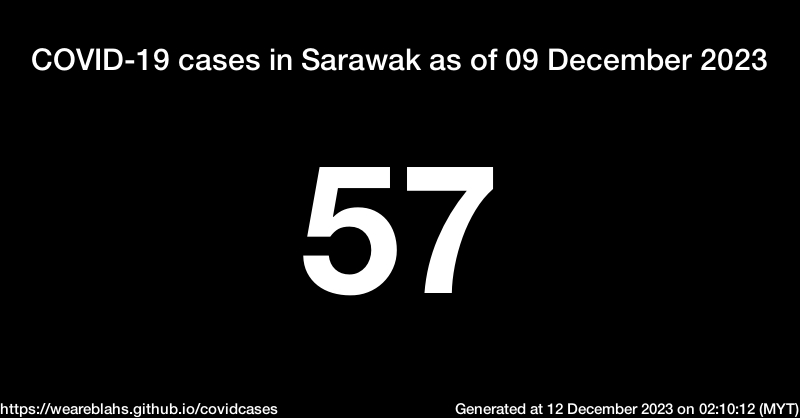 COVID-19 cases in Sarawak as of 09 December 2023
57
https://weareblahs.github.io/covidcases
Generated at 12 December 2023 on 02:10:12 (MYT)